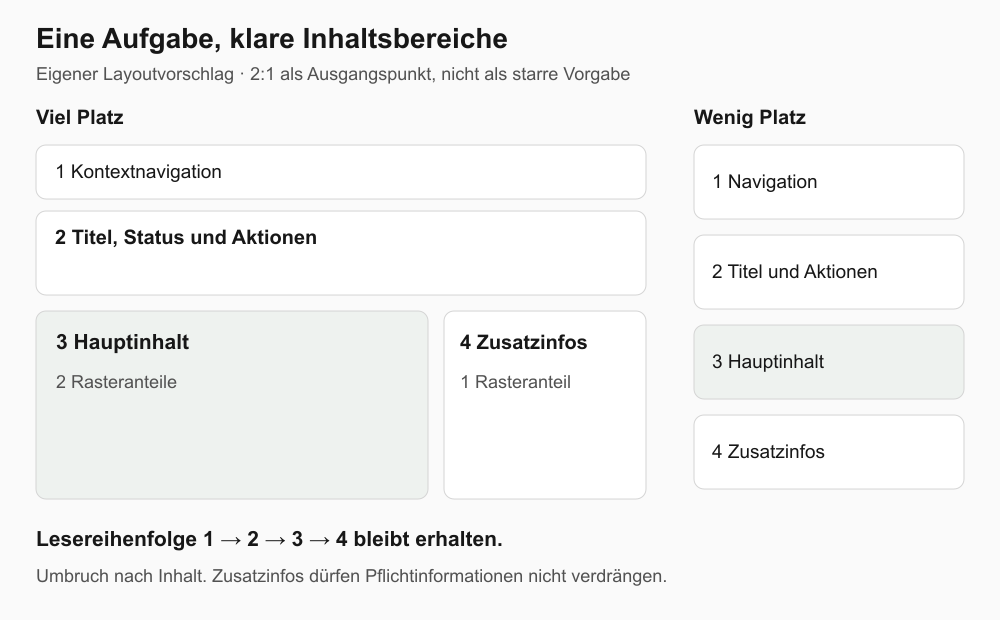 Eine Aufgabe, klare Inhaltsbereiche
Eigener Layoutvorschlag · 2:1 als Ausgangspunkt, nicht als starre Vorgabe
Viel Platz
1 Kontextnavigation
2 Titel, Status und Aktionen
3 Hauptinhalt
2 Rasteranteile
4 Zusatzinfos
1 Rasteranteil
Wenig Platz
1 Navigation
2 Titel und Aktionen
3 Hauptinhalt
4 Zusatzinfos
Lesereihenfolge 1 → 2 → 3 → 4 bleibt erhalten.
Umbruch nach Inhalt. Zusatzinfos dürfen Pflichtinformationen nicht verdrängen.